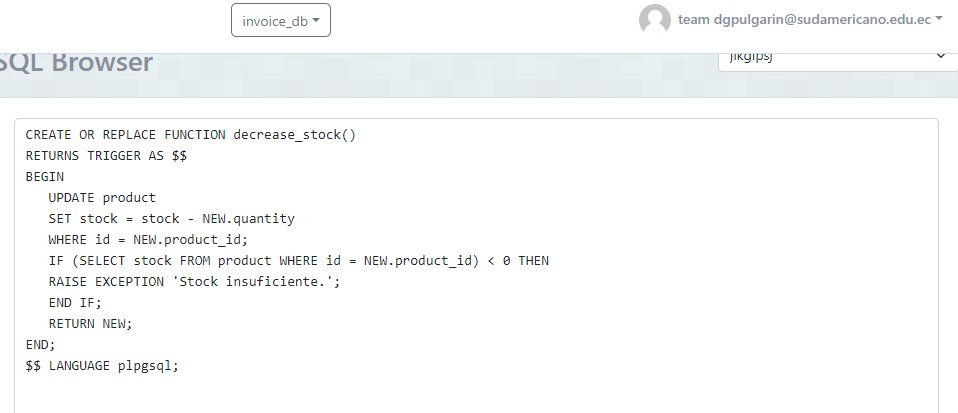 invoice_db
team dgpulgarin@sudamericano.edu.ec
SQL Browser
jikgipsj
CREATE OR REPLACE FUNCTION decrease_stock()
RETURNS TRIGGER AS $$
BEGIN
UPDATE product
SET stock = stock - NEW.quantity
WHERE id = NEW.product_id;
IF (SELECT stock FROM product WHERE id = NEW.product_id) < 0 THEN
RAISE EXCEPTION 'Stock insuficiente.';
END IF;
RETURN NEW;
END;
$$ LANGUAGE plpgsql;